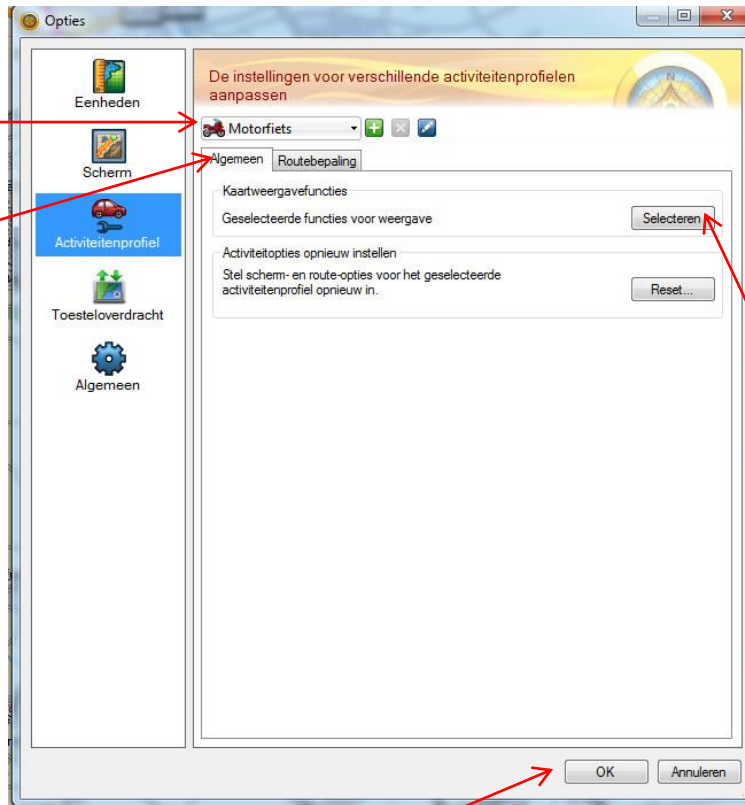 Opties
Eenheden
Scherm
Activiteitenprofiel
Toesteloverdracht
Algemeen
De instellingen voor verschillende activiteitenprofielen
aanpassen
Motorfiets
Algemeen Routebepaling
Kaartweergavefuncties
Geselecteerde functies voor weergave Selecteren
Activiteitopties opnieuw instellen
Stel scherm- en route-opties voor het geselecteerde
activiteitenprofiel opnieuw in. Reset...
OK Annuleren